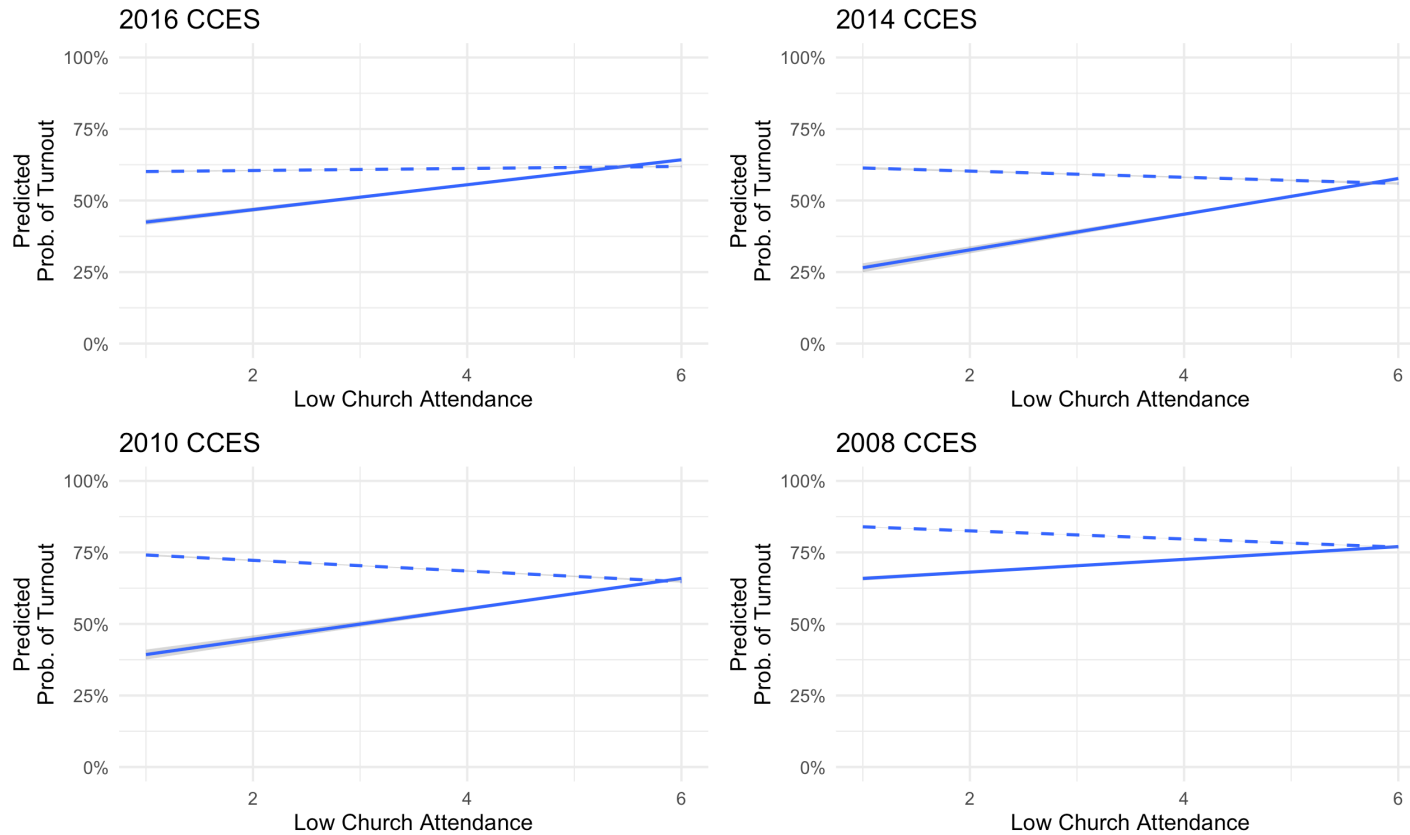 2016 CCES
100%
75%
50%
25%
0%
Predicted
Prob. of Turnout
2 4 6
Low Church Attendance
2014 CCES
100%
75%
50%
25%
0%
Predicted
Prob. of Turnout
2 4 6
Low Church Attendance
2010 CCES
100%
75%
50%
25%
0%
Predicted
Prob. of Turnout
2 4 6
Low Church Attendance
2008 CCES
100%
75%
50%
25%
0%
Predicted
Prob. of Turnout
2 4 6
Low Church Attendance